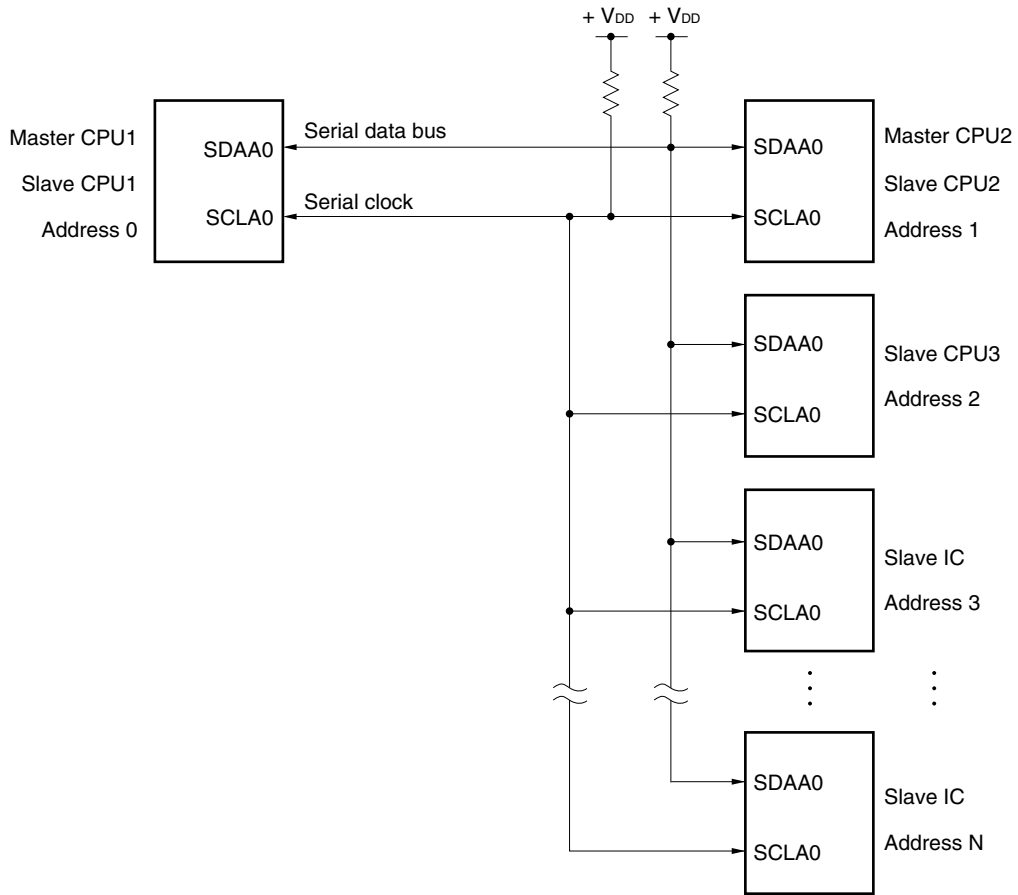 + VDD
+ VDD
Master CPU1
Slave CPU1
Address 0
SDAA0
SCLA0
Serial data bus
Serial clock
SDAA0
SCLA0
Master CPU2
Slave CPU2
Address 1
SDAA0
SCLA0
Slave CPU3
Address 2
SDAA0
SCLA0
Slave IC
Address 3
SDAA0
SCLA0
Slave IC
Address N